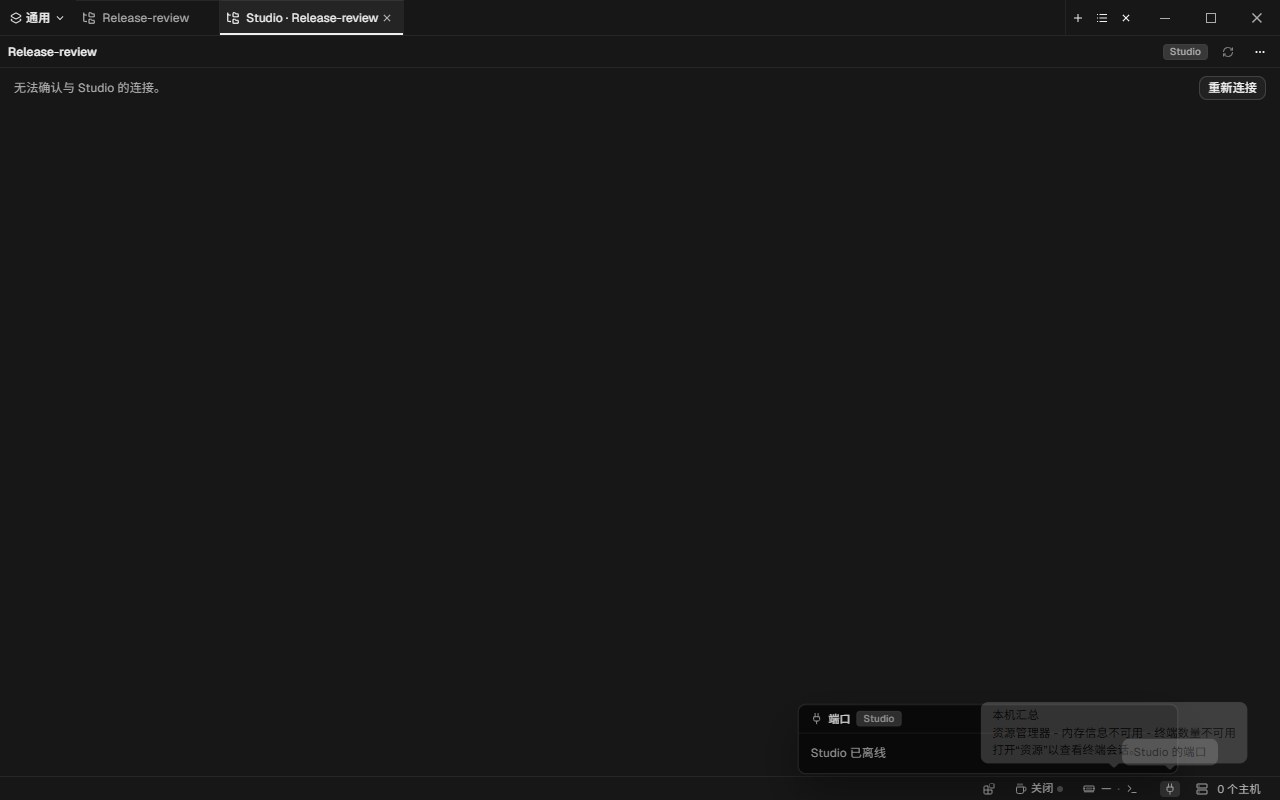 通用
Release-review
Studio · Release-review
Release-review
Studio
无法确认与 Studio 的连接。
重新连接
端口
Studio
Studio 已离线
本机汇总
资源管理器 - 内存信息不可用 - 终端数量不可用
打开“资源”以查看终端会话。
Studio 的端口
关闭
— ·
0 个主机